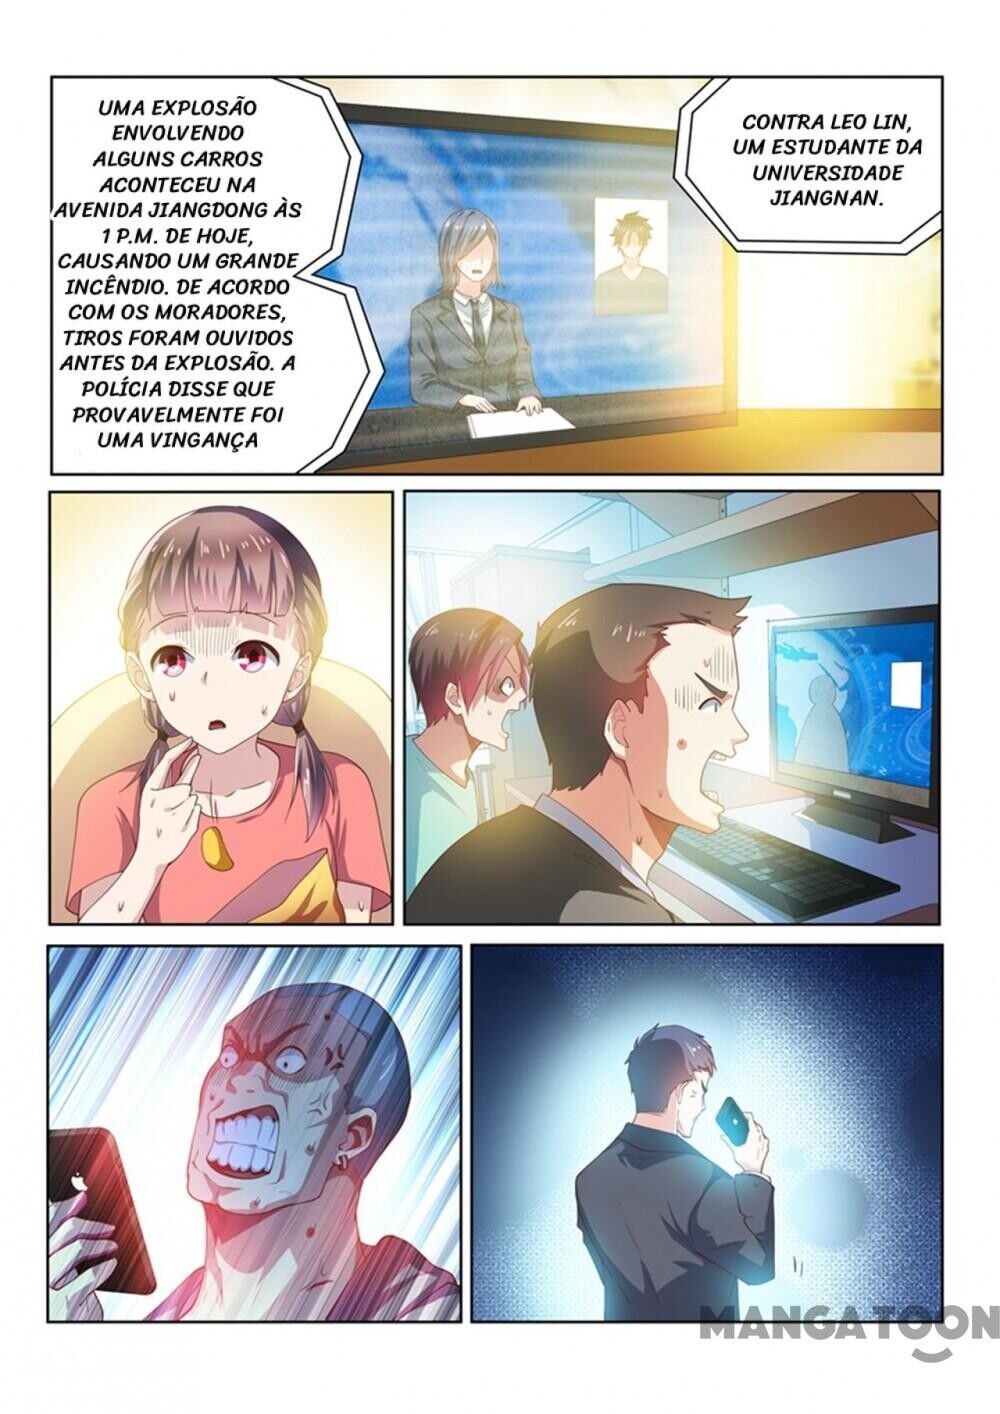 UMA EXPLOSÃO
ENVOLVENDO
ALGUNS CARROS
ACONTECEU NA
AVENIDA JIANGDONG ÀS
1 P.M. DE HOJE,
CAUSANDO UM GRANDE
INCÊNDIO. DE ACORDO
COM OS MORADORES,
TIROS FORAM OUVIDOS
ANTES DA EXPLOSÃO. A
POLÍCIA DISSE QUE
PROVAVELMENTE FOI
UMA VINGANÇA
CONTRA LEO LIN,
UM ESTUDANTE DA
UNIVERSIDADE
JIANGNAN.
MANGATOON